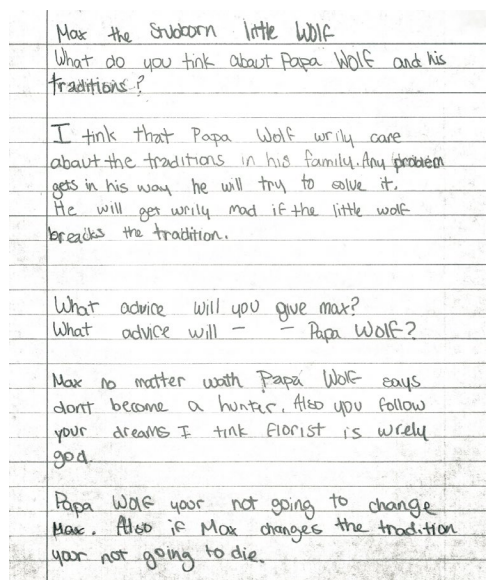 Max the Stubborn little Wolf
What do you tink about Papa Wolf and his
traditions?
I tink that Papa Wolf wrily care
abaut the traditions in his family. Any problem
gets in his way he will try to solve it.
He will get wrily mad if the little wolf
breacks the tradition.
What advice will you give max?
What advice will - - Papa Wolf?
Max no matter wath Papa Wolf says
dont become a hunter. Also you follow
your dreams I tink florist is wrely
god.
Papa Wolf your not going to change
Max. Also if Max changes the tradition
your not going to die.